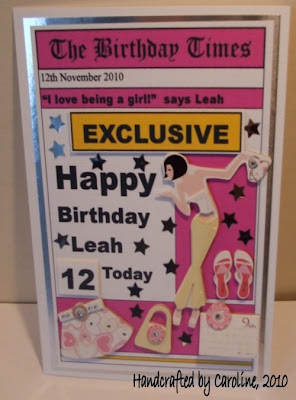 The Birthday Times
12th November 2010
"I love being a girl!" says Leah
EXCLUSIVE
Happy
Birthday
Leah
12 Today
Handcrafted by Caroline, 2010